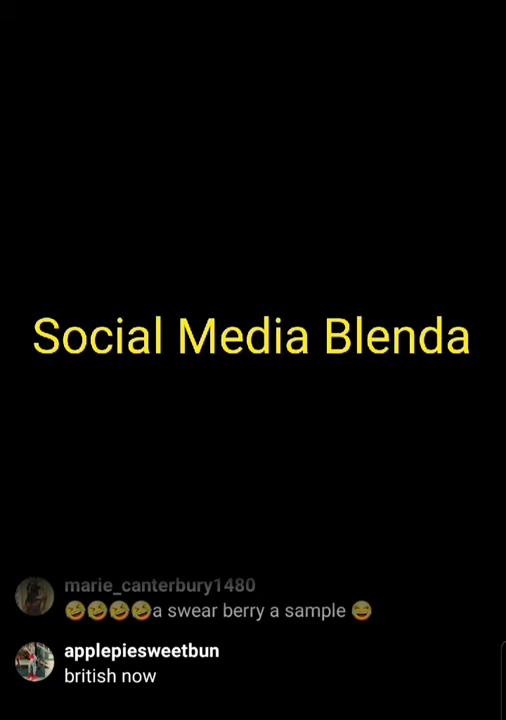 Social Media Blenda
marie_canterbury1480
🤣🤣🤣🤣a swear berry a sample 😂
applepiesweetbun
british now